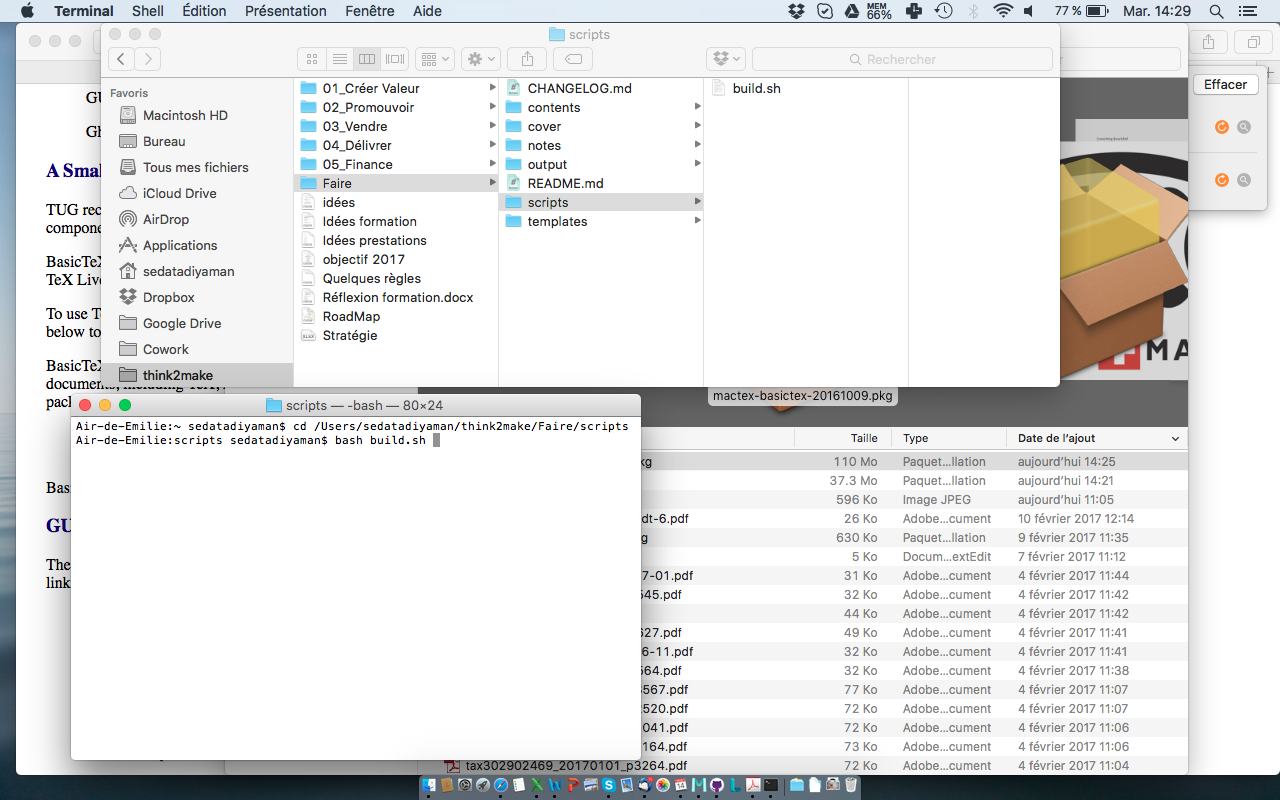 Terminal Shell Édition Présentation Fenêtre Aide
MEM 66% 77 % Mar. 14:29
scripts
Rechercher
Effacer
Favoris
Macintosh HD
Bureau
Tous mes fichiers
iCloud Drive
AirDrop
Applications
sedatadiyaman
Dropbox
Google Drive
Cowork
think2make
01_Créer Valeur
02_Promouvoir
03_Vendre
04_Délivrer
05_Finance
Faire
idées
Idées formation
Idées prestations
objectif 2017
Quelques règles
Réflexion formation.docx
RoadMap
Stratégie
CHANGELOG.md
contents
cover
notes
output
README.md
scripts
templates
build.sh
A Smal
TUG rec
compone
BasicTeX
TeX Live
To use Te
below to
BasicTeX
pack
Bas
GU
The
link
mactex-basictex-20161009.pkg
scripts — -bash — 80×24
Air-de-Emilie:~ sedatadiyaman$ cd /Users/sedatadiyaman/think2make/Faire/scripts
Air-de-Emilie:scripts sedatadiyaman$ bash build.sh
Taille Type Date de l'ajout
kg 110 Mo Paquet...llation aujourd'hui 14:25
37.3 Mo Paquet...llation aujourd'hui 14:21
596 Ko Image JPEG aujourd'hui 11:05
dt-6.pdf 26 Ko Adobe...cument 10 février 2017 12:14
g 630 Ko Paquet...llation 9 février 2017 11:35
5 Ko Docum...extEdit 7 février 2017 11:12
7-01.pdf 31 Ko Adobe...cument 4 février 2017 11:44
545.pdf 32 Ko Adobe...cument 4 février 2017 11:42
44 Ko Adobe...cument 4 février 2017 11:42
627.pdf 49 Ko Adobe...cument 4 février 2017 11:41
6-11.pdf 32 Ko Adobe...cument 4 février 2017 11:41
564.pdf 32 Ko Adobe...cument 4 février 2017 11:38
3567.pdf 77 Ko Adobe...cument 4 février 2017 11:07
2520.pdf 72 Ko Adobe...cument 4 février 2017 11:07
041.pdf 72 Ko Adobe...cument 4 février 2017 11:06
164.pdf 73 Ko Adobe...cument 4 février 2017 11:06
tax302902469_20170101_p3264.pdf 72 Ko Adobe...cument 4 février 2017 11:04